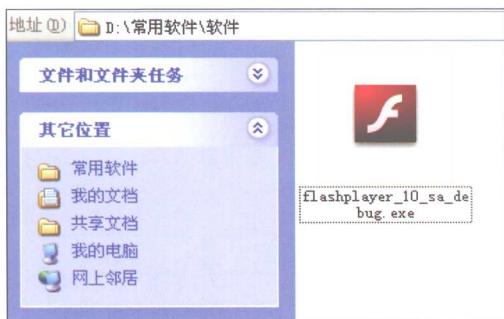 地址(D) D:\常用软件\软件
文件和文件夹任务
其它位置
常用软件
我的文档
共享文档
我的电脑
网上邻居
flashplayer_10_sa_de
bug.exe